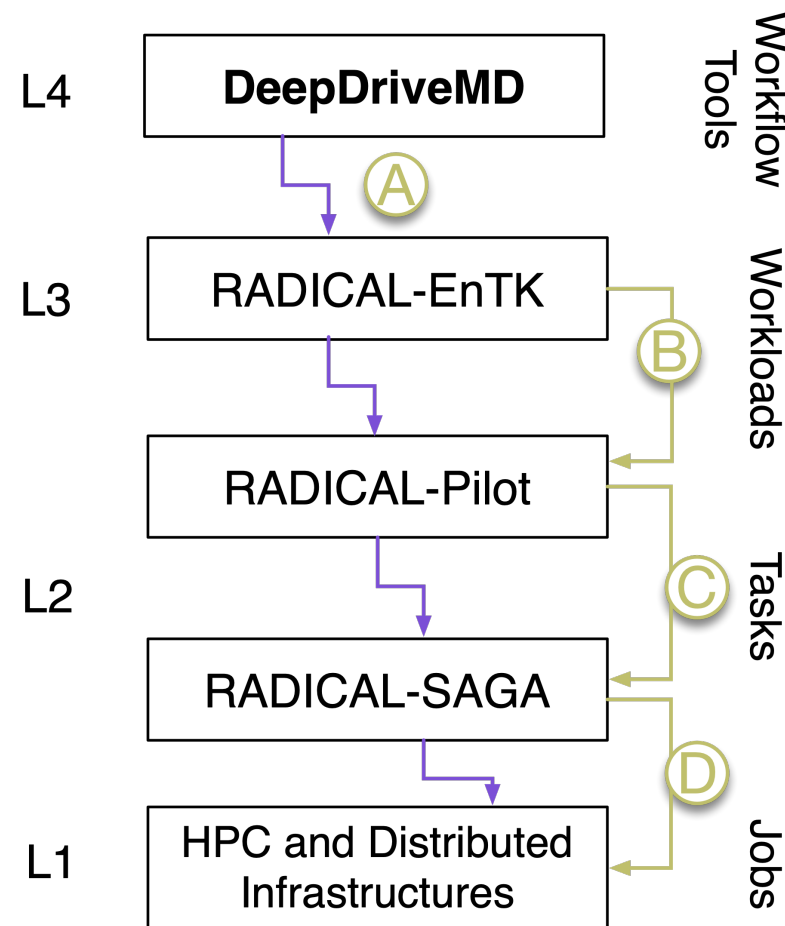 L4
DeepDriveMD
Workflow
Tools
A
L3
RADICAL-EnTK
Workloads
B
RADICAL-Pilot
L2
C
Tasks
RADICAL-SAGA
D
L1
HPC and Distributed
Infrastructures
Jobs